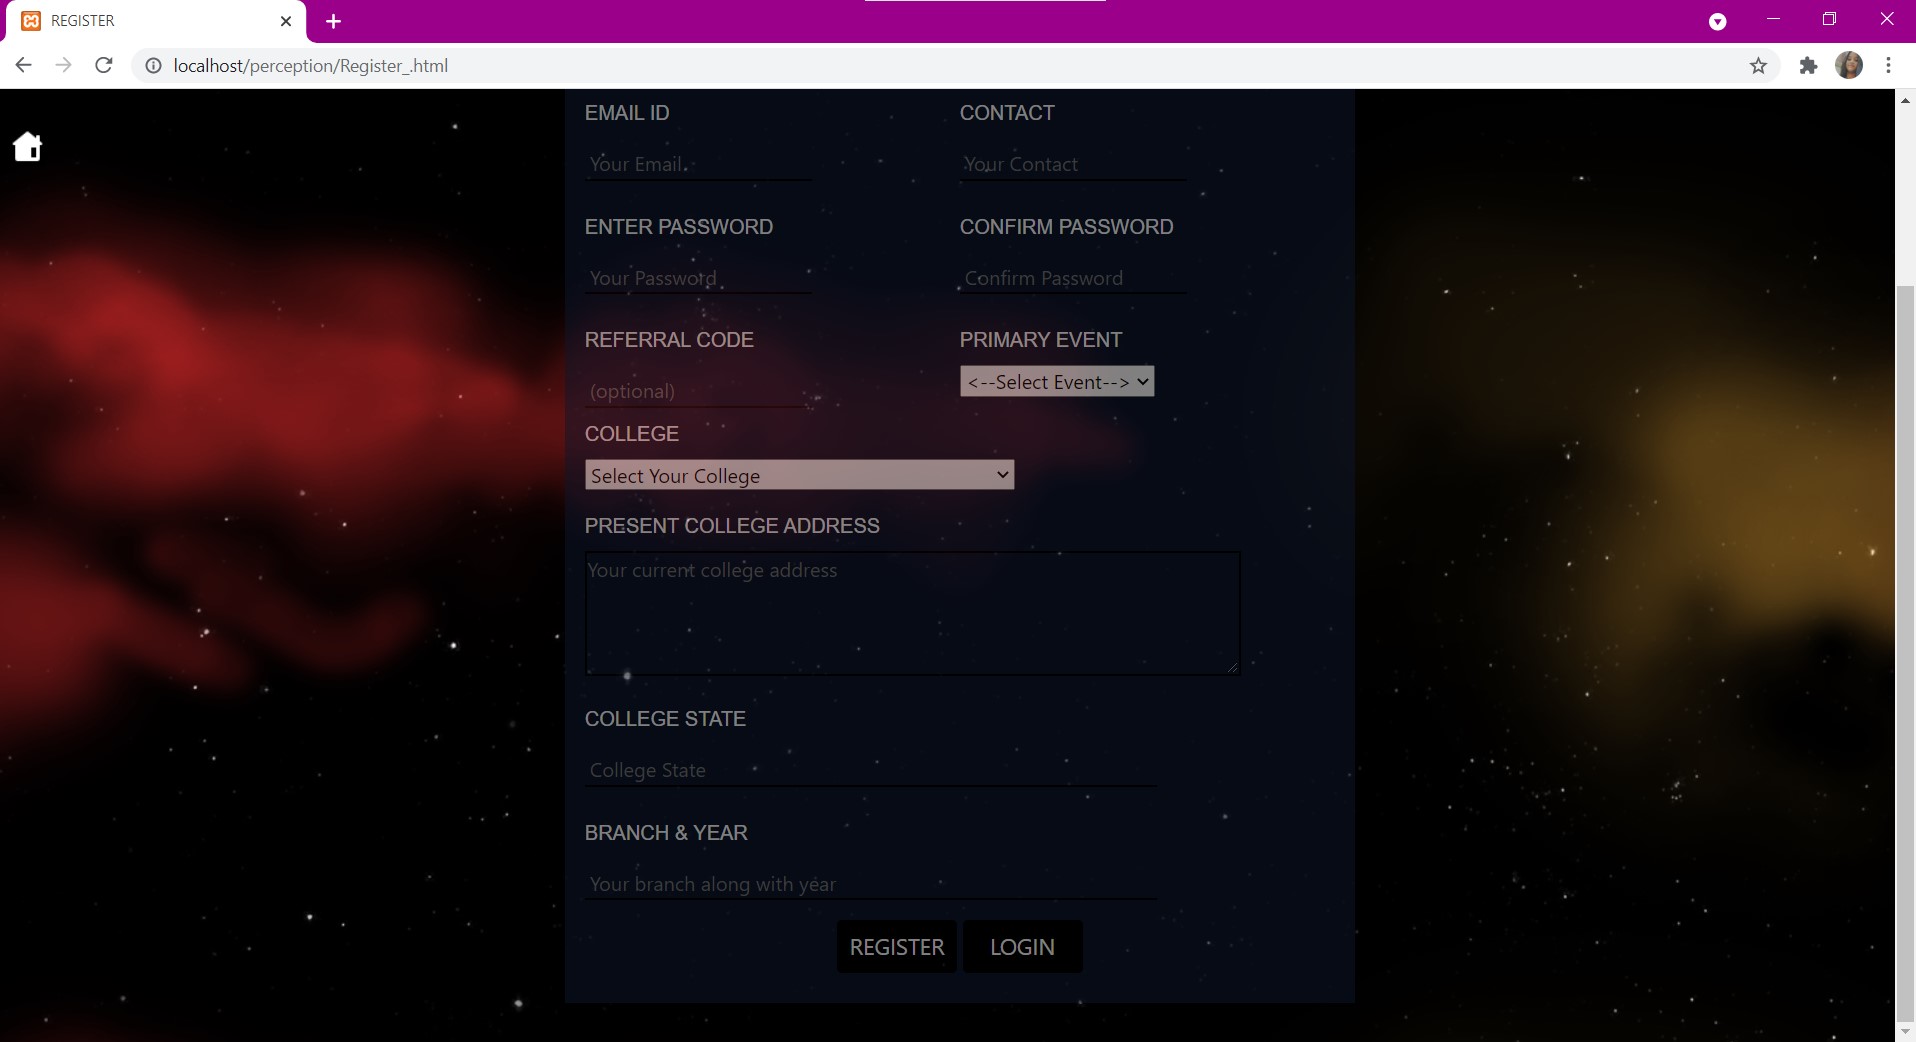 REGISTER
localhost/perception/Register_.html
EMAIL ID
CONTACT
Your Email
Your Contact
ENTER PASSWORD
CONFIRM PASSWORD
Your Password
Confirm Password
REFERRAL CODE
PRIMARY EVENT
(optional)
<--Select Event-->
COLLEGE
Select Your College
PRESENT COLLEGE ADDRESS
Your current college address
COLLEGE STATE
College State
BRANCH & YEAR
Your branch along with year
REGISTER
LOGIN